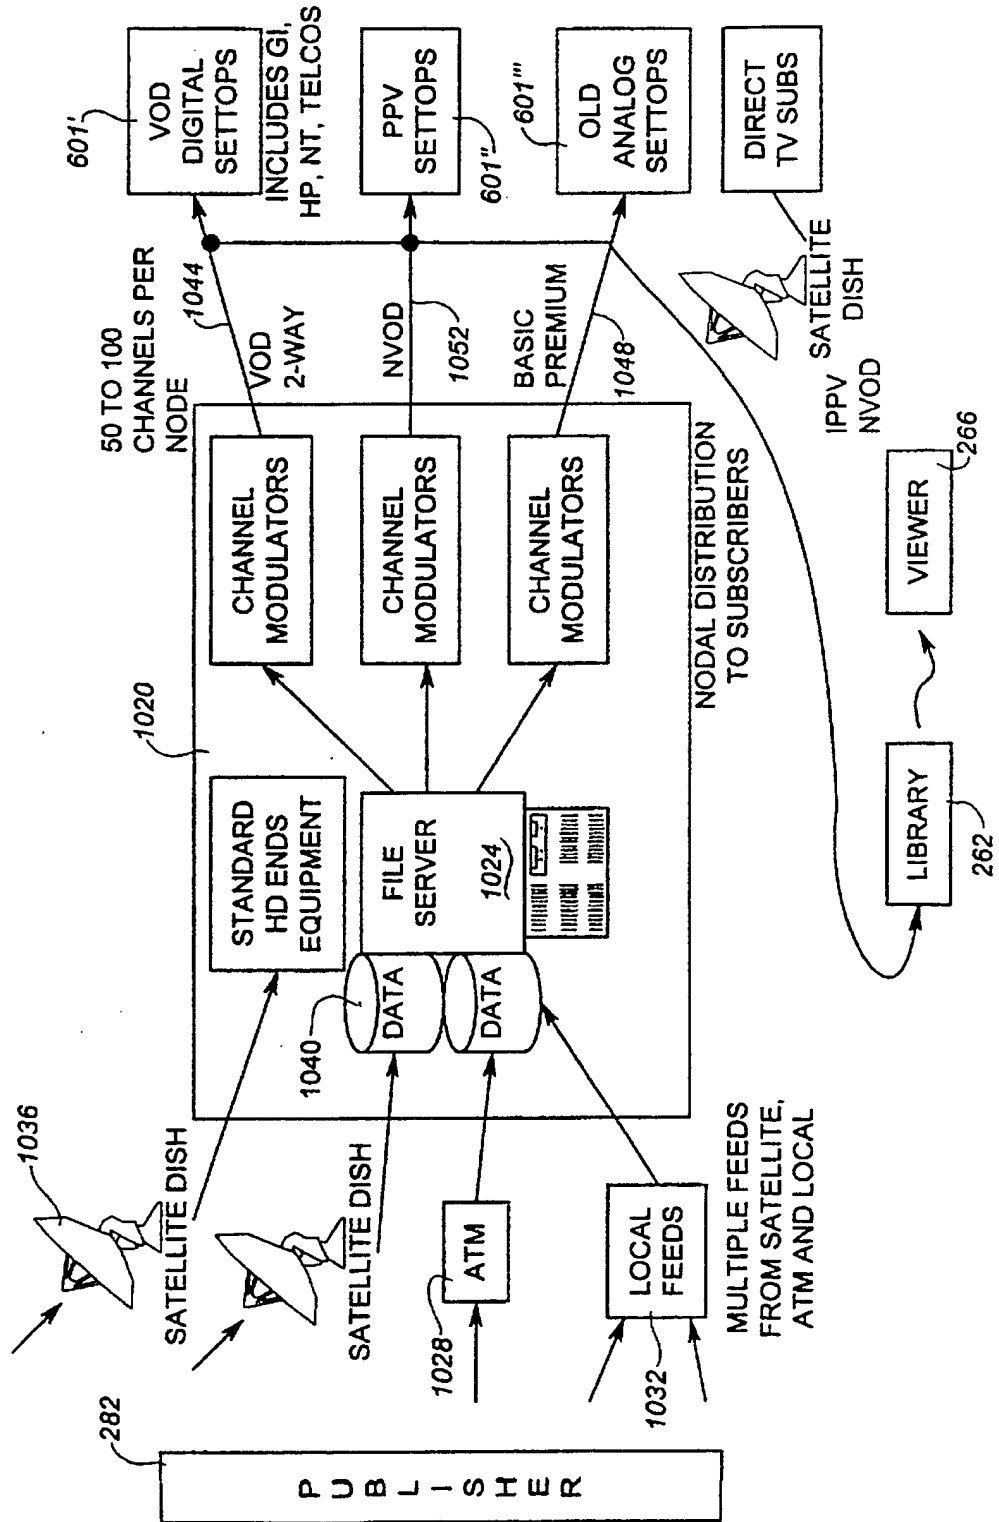 282
PUBLISHER
1036
SATELLITE DISH
SATELLITE DISH
1028
ATM
1032
LOCAL
FEEDS
MULTIPLE FEEDS
FROM SATELLITE,
ATM AND LOCAL
1020
STANDARD
HD ENDS
EQUIPMENT
1040
DATA
DATA
FILE
SERVER
1024
CHANNEL
MODULATORS
CHANNEL
MODULATORS
CHANNEL
MODULATORS
NODAL DISTRIBUTION
TO SUBSCRIBERS
50 TO 100
CHANNELS PER
NODE
1044
VOD
2-WAY
NVOD
1052
BASIC
PREMIUM
1048
601'
VOD
DIGITAL
SETTOPS
INCLUDES GI,
HP, NT, TELCOS
PPV
SETTOPS
601''
601'''
OLD
ANALOG
SETTOPS
DIRECT
TV SUBS
SATELLITE
DISH
IPPV
NVOD
LIBRARY
262
VIEWER
266